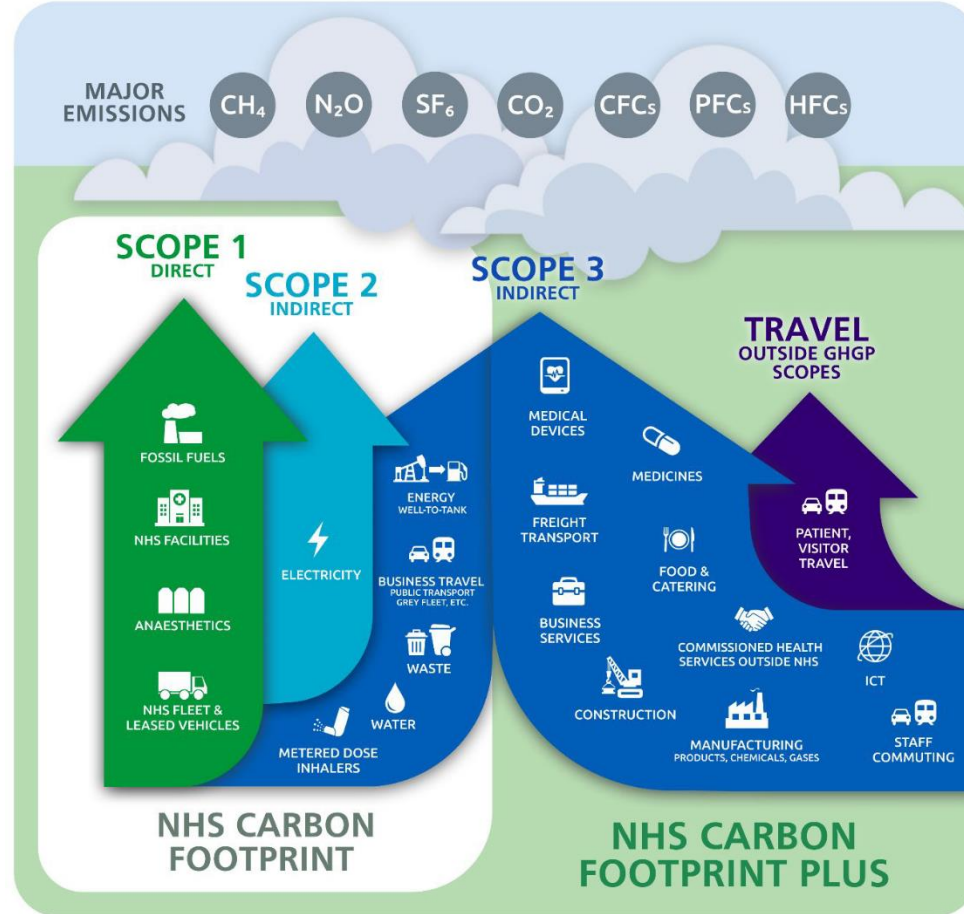 MAJOR
EMISSIONS
CH₄
N₂O
SF₆
CO₂
CFCs
PFCs
HFCs
SCOPE 1
DIRECT
FOSSIL FUELS
NHS FACILITIES
ANAESTHETICS
NHS FLEET &
LEASED VEHICLES
SCOPE 2
INDIRECT
ELECTRICITY
SCOPE 3
INDIRECT
ENERGY
WELL-TO-TANK
BUSINESS TRAVEL
PUBLIC TRANSPORT
GREY FLEET, ETC.
WASTE
WATER
METERED DOSE
INHALERS
MEDICAL
DEVICES
MEDICINES
FREIGHT
TRANSPORT
FOOD &
CATERING
BUSINESS
SERVICES
COMMISSIONED HEALTH
SERVICES OUTSIDE NHS
ICT
CONSTRUCTION
MANUFACTURING
PRODUCTS, CHEMICALS, GASES
STAFF
COMMUTING
TRAVEL
OUTSIDE GHGP
SCOPES
PATIENT,
VISITOR
TRAVEL
NHS CARBON
FOOTPRINT
NHS CARBON
FOOTPRINT PLUS